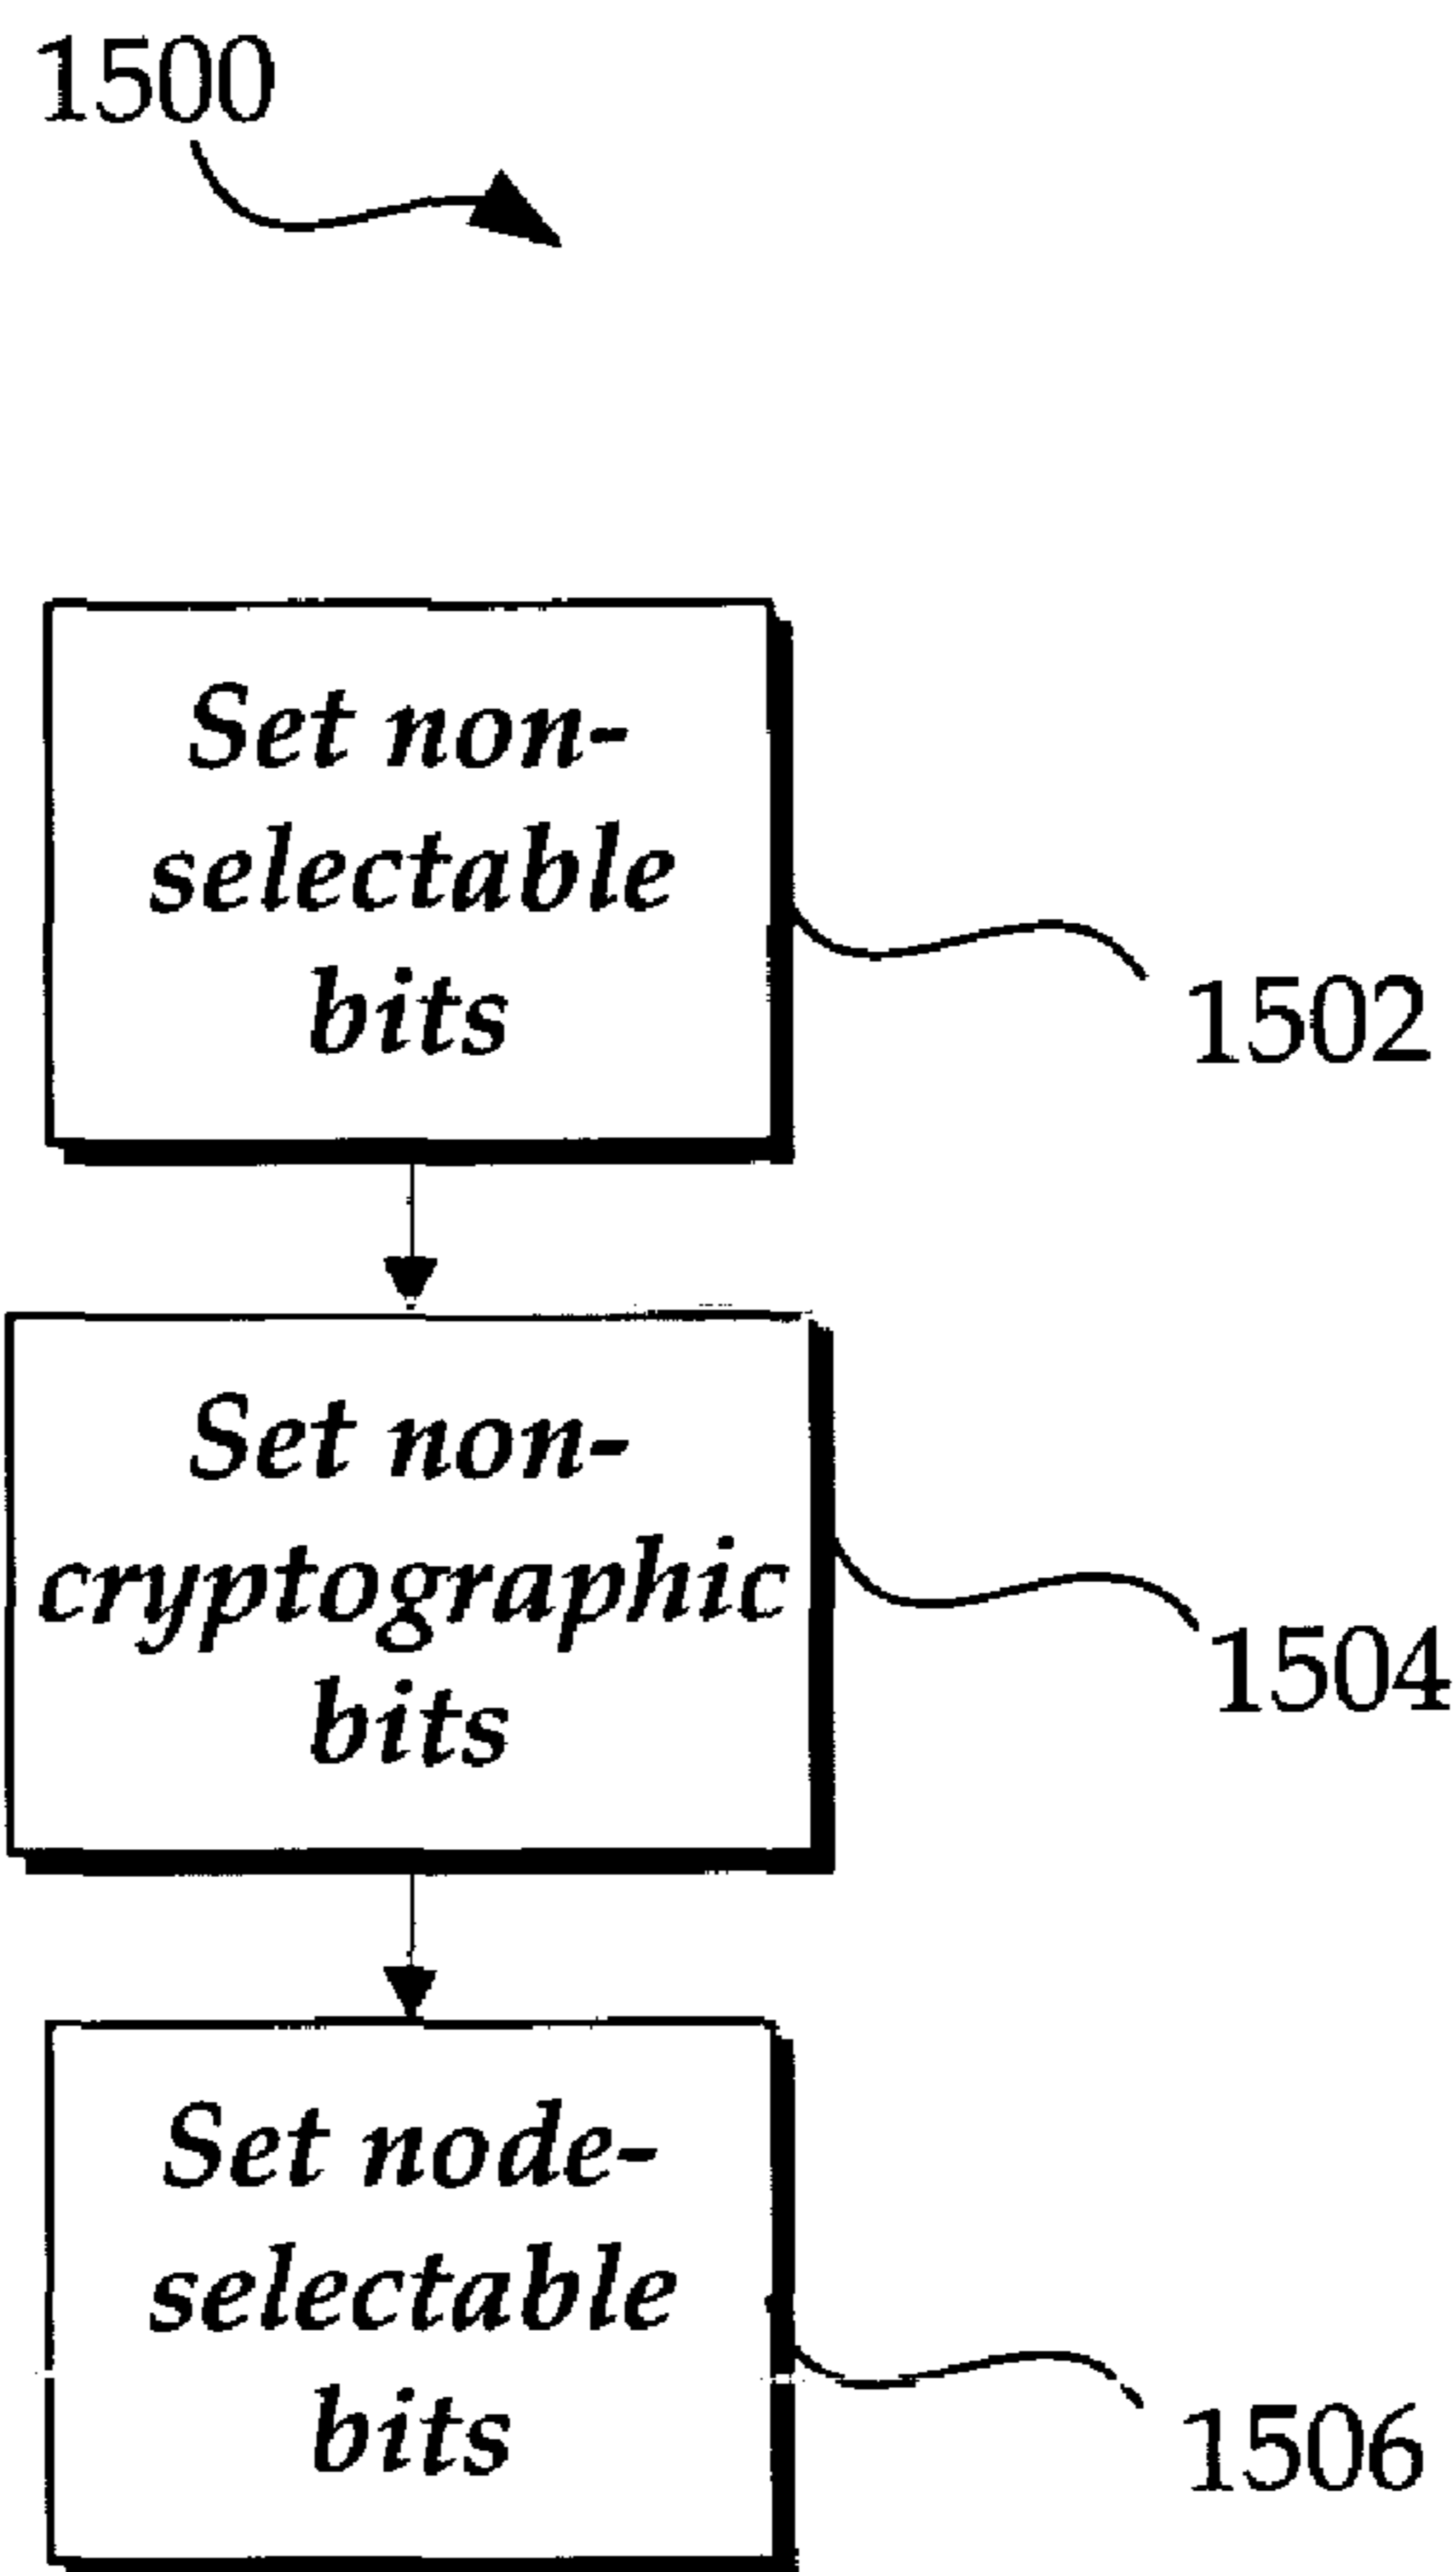 1500
Set non-
selectable
bits
1502
Set non-
cryptographic
bits
1504
Set node-
selectable
bits
1506